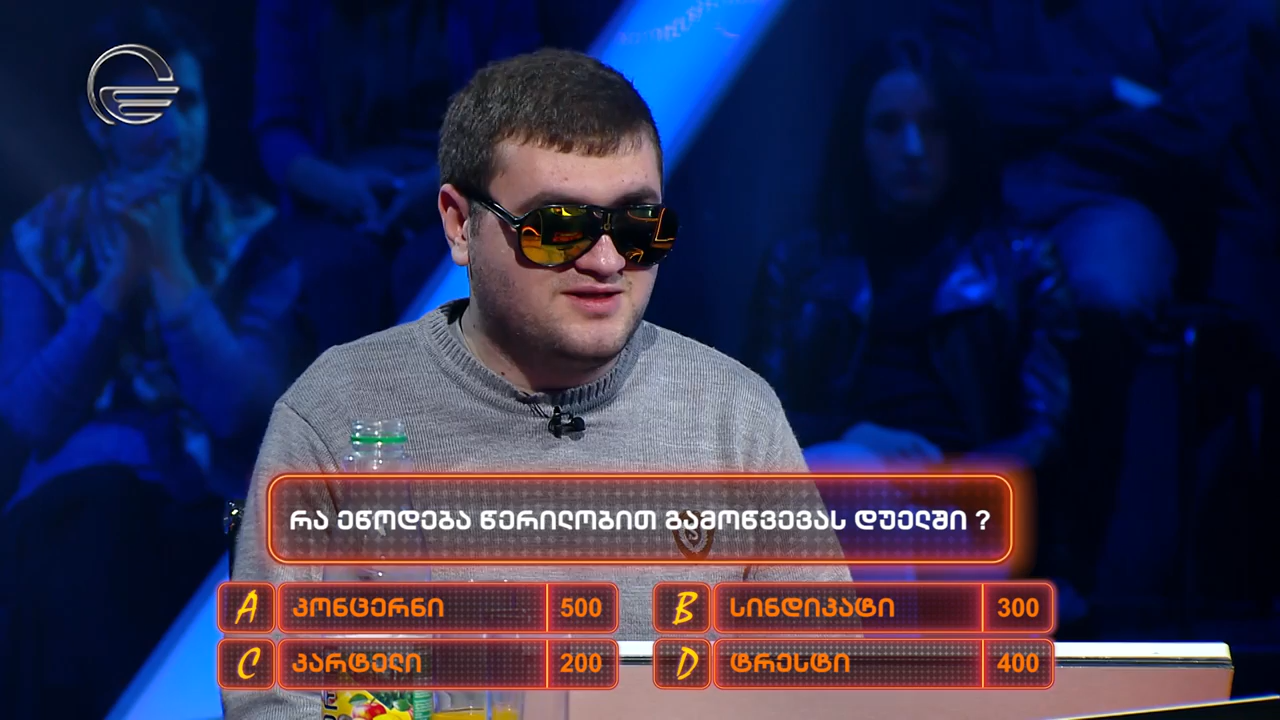 რა ეწოდება წერილობით გამოწვევას დუელში ?
A კონცერნი 500
B სინდიკატი 300
C კარტელი 200
D ტრესტი 400